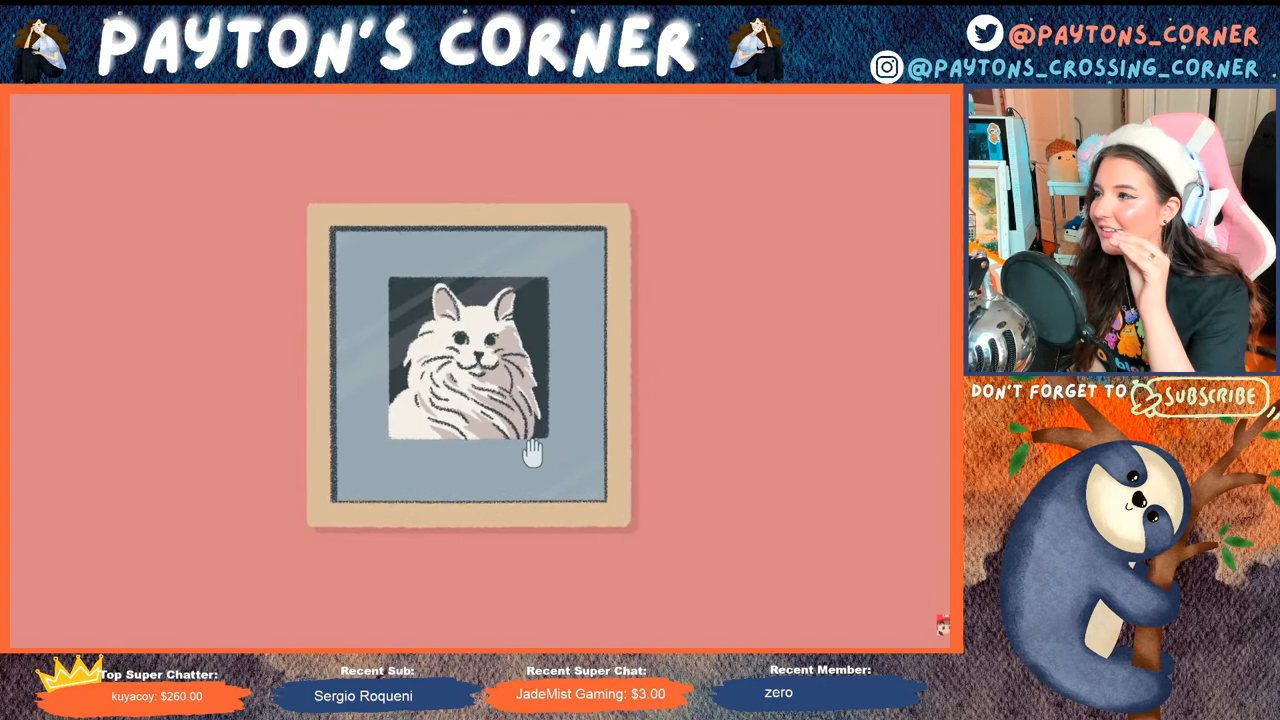 PAYTON'S CORNER
@PAYTONS_CORNER
@PAYTONS_CROSSING_CORNER
DON'T FORGET TO SUBSCRIBE
Top Super Chatter:
kuyacoy: $260.00
Recent Sub:
Sergio Roqueni
Recent Super Chat:
JadeMist Gaming: $3.00
Recent Member:
zero